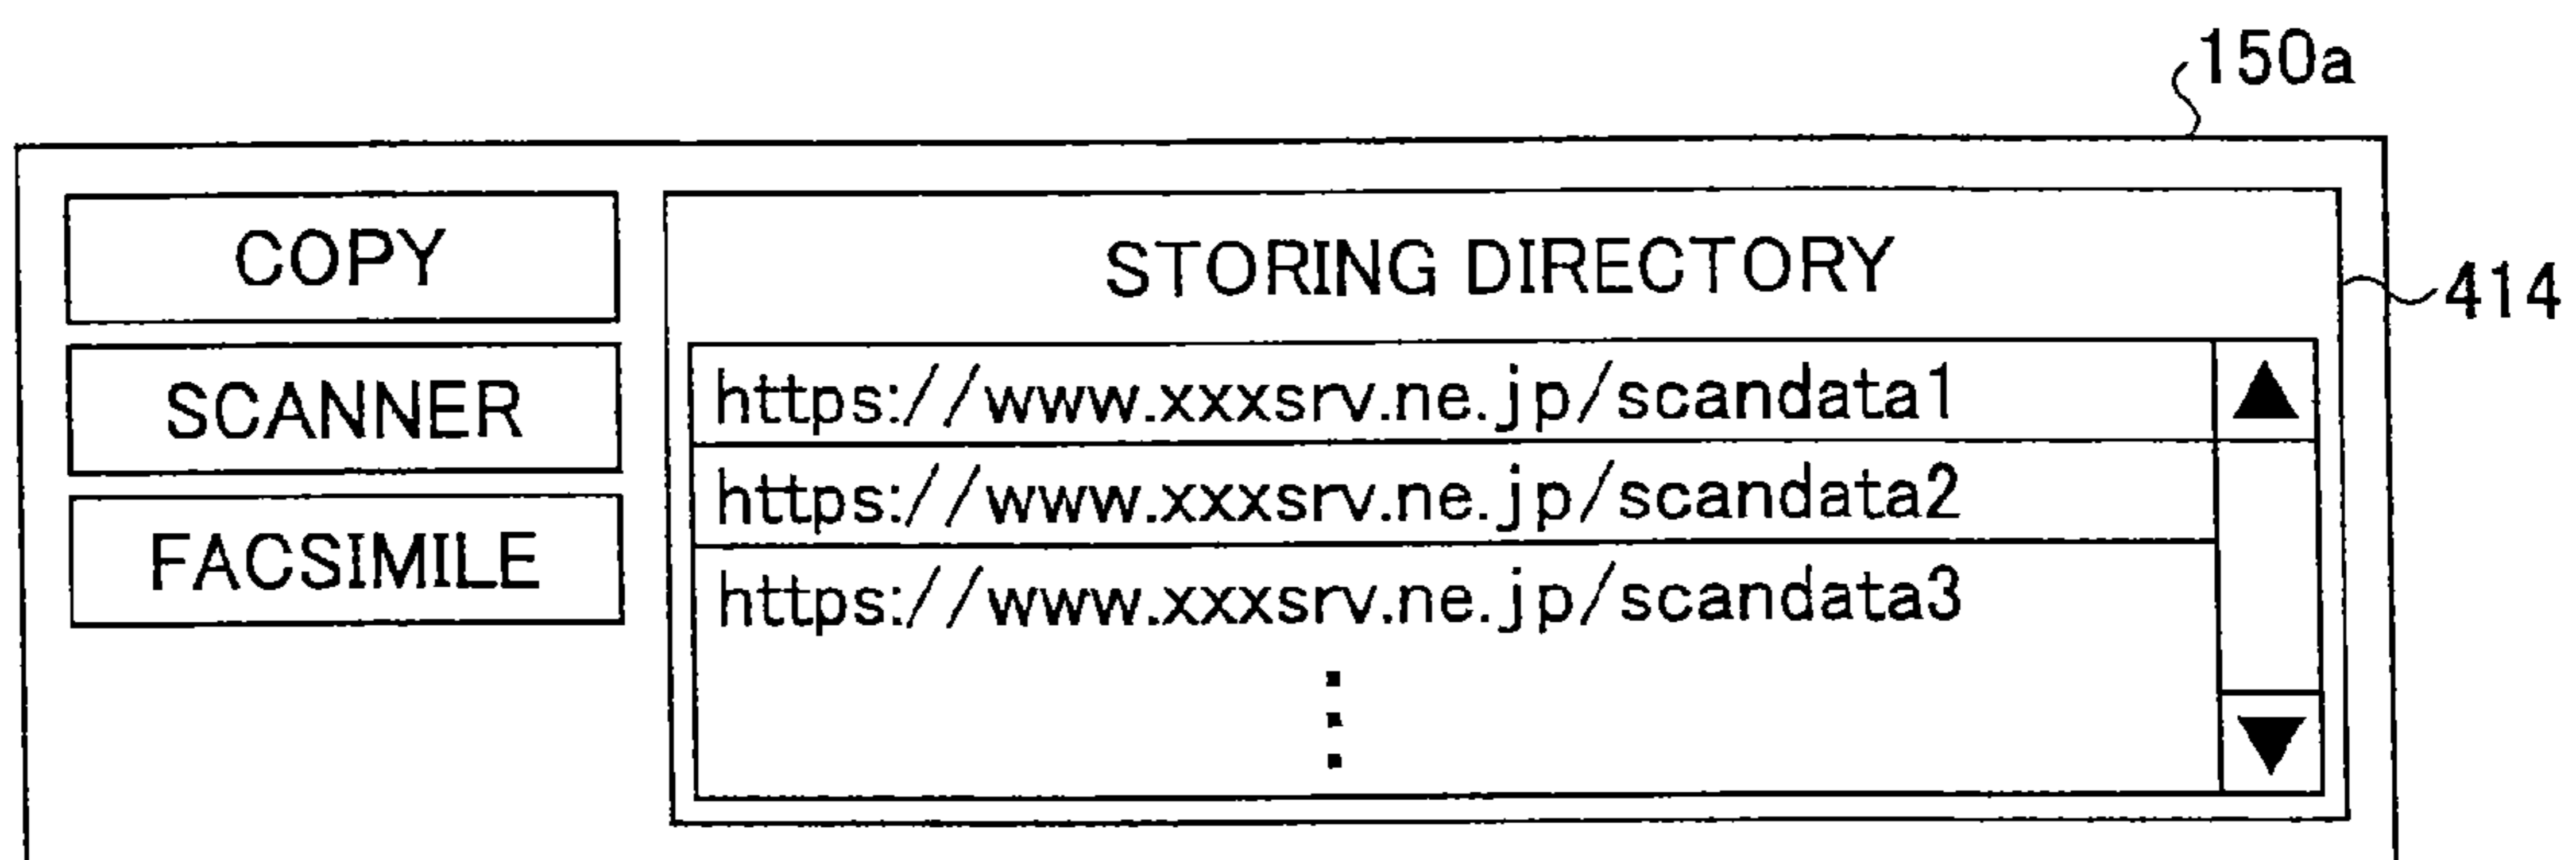 150a
COPY
SCANNER
FACSIMILE
STORING DIRECTORY
414
https://www.xxxsrv.ne.jp/scandata1
https://www.xxxsrv.ne.jp/scandata2
https://www.xxxsrv.ne.jp/scandata3